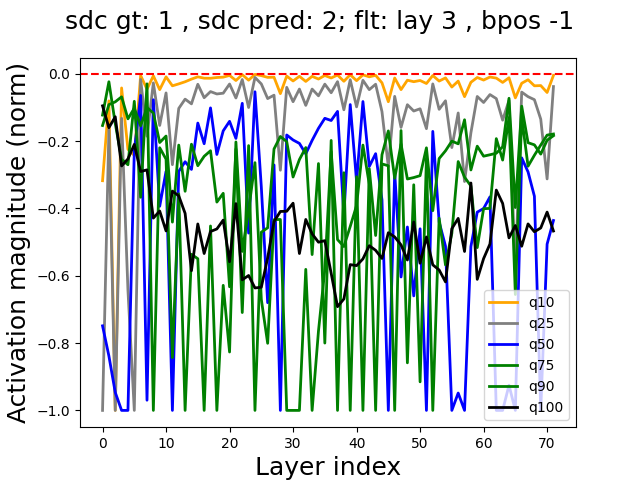 sdc gt: 1 , sdc pred: 2; flt: lay 3 , bpos -1
Activation magnitude (norm)
0.0
−0.2
−0.4
−0.6
−0.8
−1.0
q10
q25
q50
q75
q90
q100
0 10 20 30 40 50 60 70
Layer index